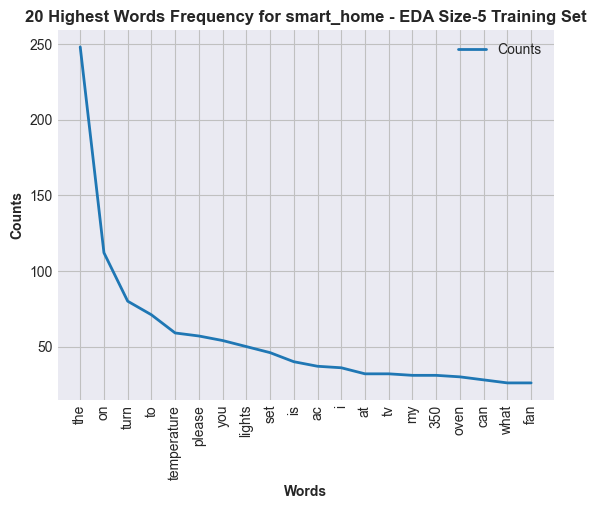 20 Highest Words Frequency for smart_home - EDA Size-5 Training Set
Counts
250
200
150
100
50
Counts
the
on
turn
to
temperature
please
you
lights
set
is
ac
i
at
tv
my
350
oven
can
what
fan
Words